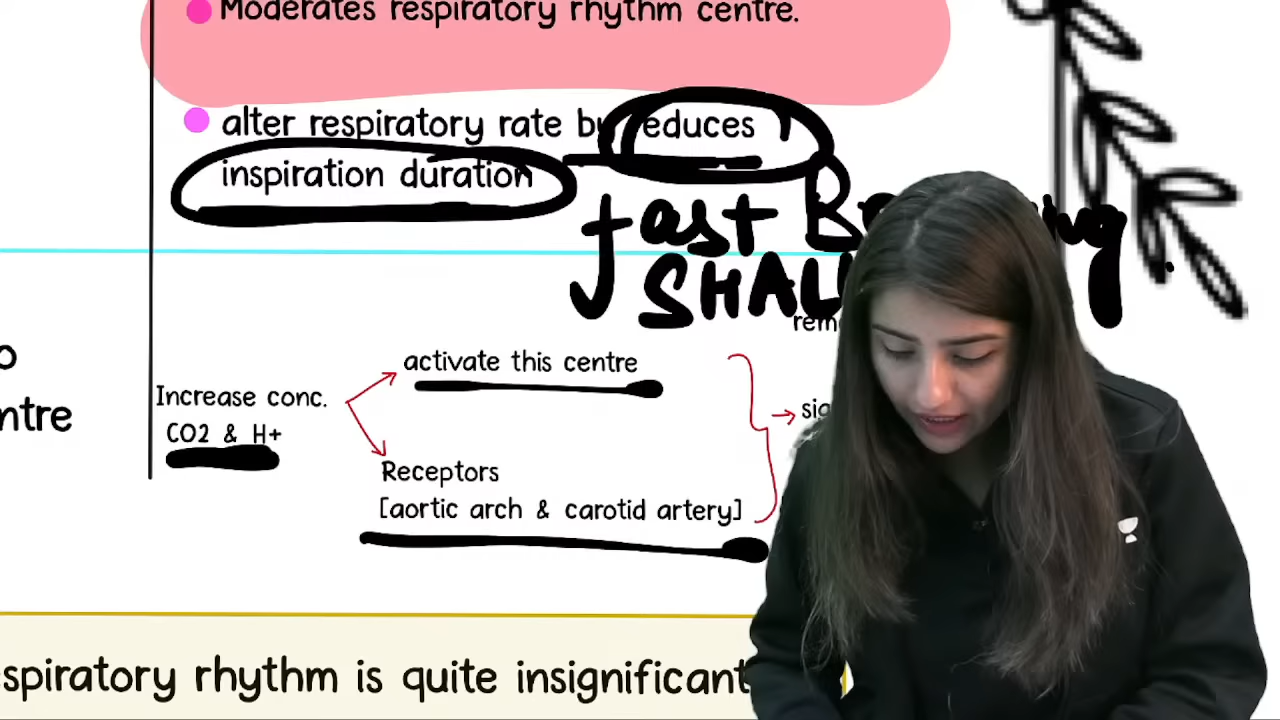 Moderates respiratory rhythm centre.
alter respiratory rate by reduces
inspiration duration
fast
SHAL
activate this centre
Increase conc.
CO2 & H+
Receptors
[aortic arch & carotid artery]
spiratory rhythm is quite insignificant